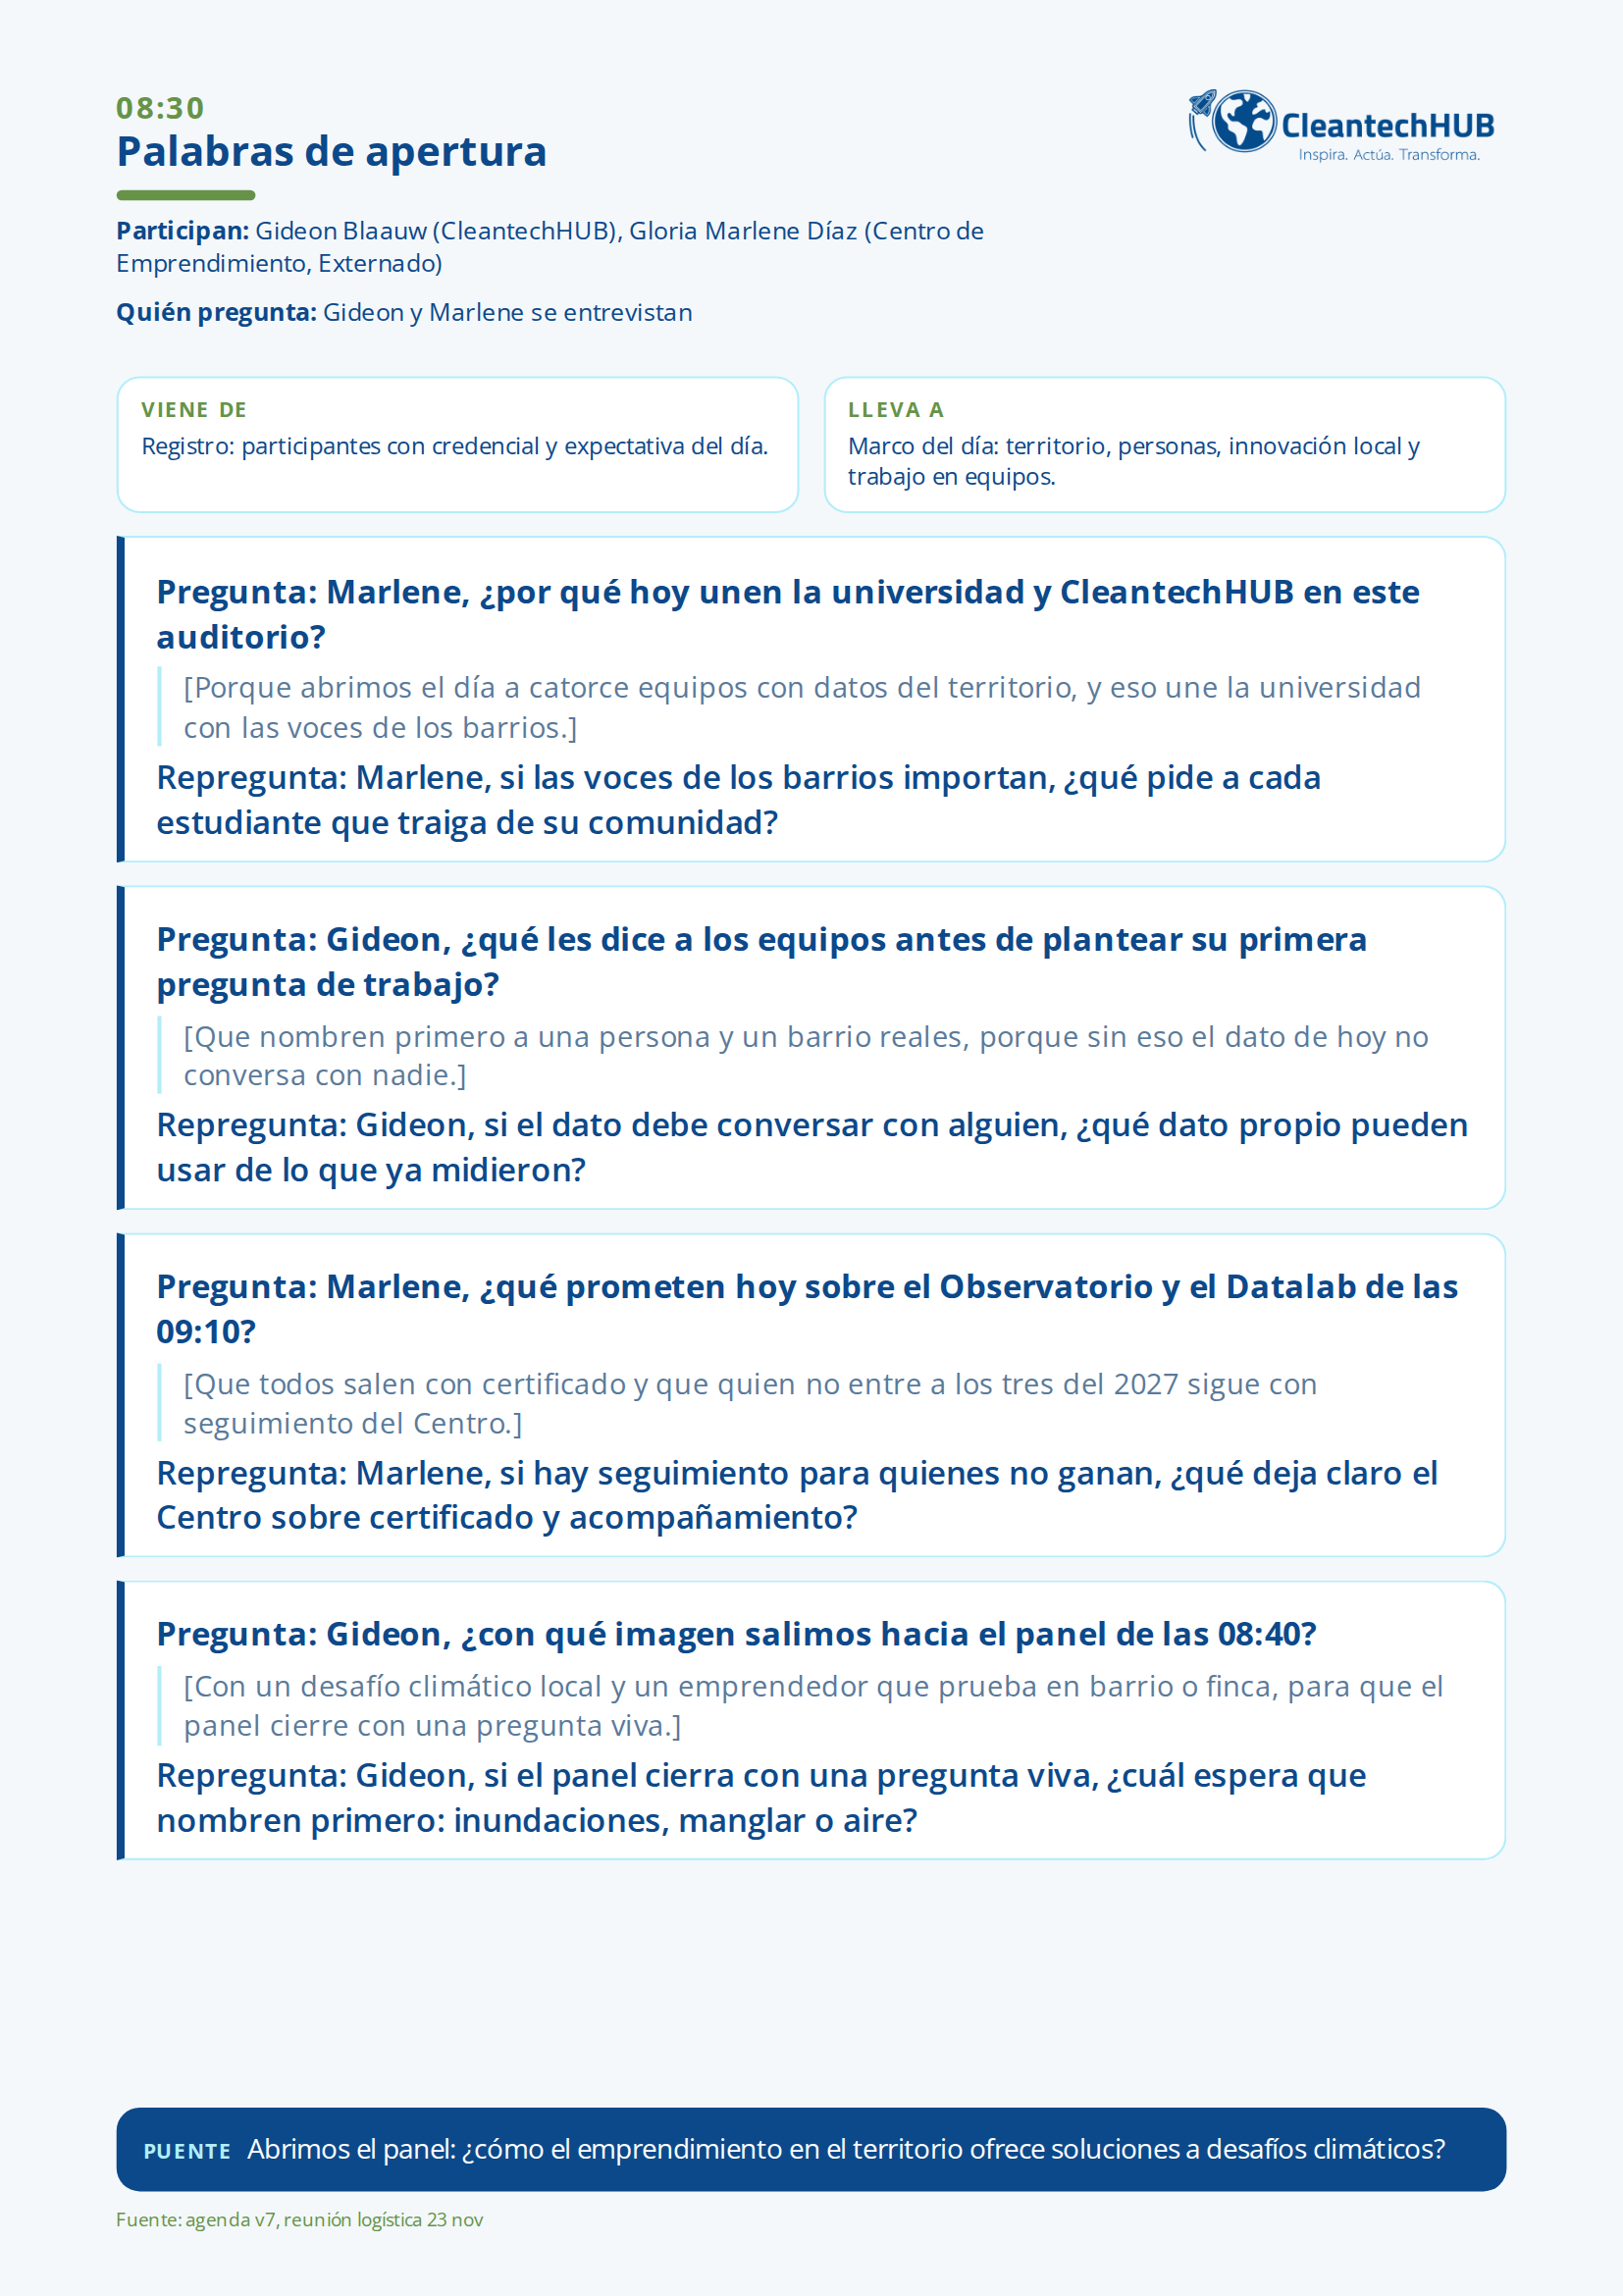 08:30
Palabras de apertura
CleantechHUB
Inspira. Actúa. Transforma.
Participan: Gideon Blaauw (CleantechHUB), Gloria Marlene Díaz (Centro de
Emprendimiento, Externado)
Quién pregunta: Gideon y Marlene se entrevistan
VIENE DE
Registro: participantes con credencial y expectativa del día.
LLEVA A
Marco del día: territorio, personas, innovación local y
trabajo en equipos.
Pregunta: Marlene, ¿por qué hoy unen la universidad y CleantechHUB en este
auditorio?
[Porque abrimos el día a catorce equipos con datos del territorio, y eso une la universidad
con las voces de los barrios.]
Repregunta: Marlene, si las voces de los barrios importan, ¿qué pide a cada
estudiante que traiga de su comunidad?
Pregunta: Gideon, ¿qué les dice a los equipos antes de plantear su primera
pregunta de trabajo?
[Que nombren primero a una persona y un barrio reales, porque sin eso el dato de hoy no
conversa con nadie.]
Repregunta: Gideon, si el dato debe conversar con alguien, ¿qué dato propio pueden
usar de lo que ya midieron?
Pregunta: Marlene, ¿qué prometen hoy sobre el Observatorio y el Datalab de las
09:10?
[Que todos salen con certificado y que quien no entre a los tres del 2027 sigue con
seguimiento del Centro.]
Repregunta: Marlene, si hay seguimiento para quienes no ganan, ¿qué deja claro el
Centro sobre certificado y acompañamiento?
Pregunta: Gideon, ¿con qué imagen salimos hacia el panel de las 08:40?
[Con un desafío climático local y un emprendedor que prueba en barrio o finca, para que el
panel cierre con una pregunta viva.]
Repregunta: Gideon, si el panel cierra con una pregunta viva, ¿cuál espera que
nombren primero: inundaciones, manglar o aire?
PUENTE Abrimos el panel: ¿cómo el emprendimiento en el territorio ofrece soluciones a desafíos climáticos?
Fuente: agenda v7, reunión logística 23 nov